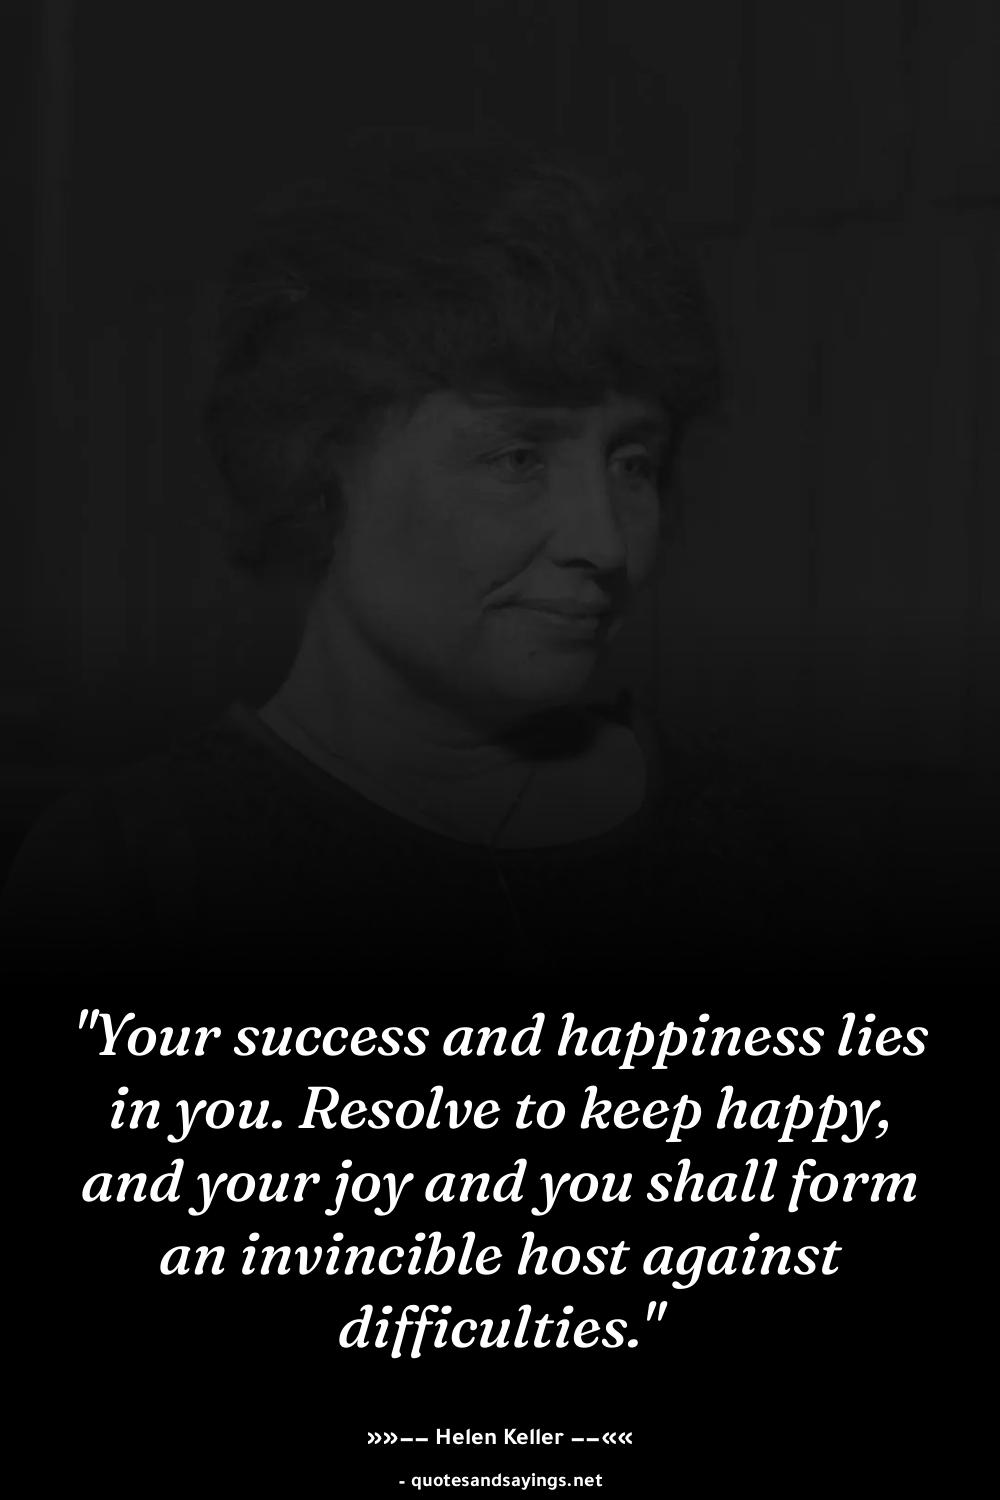 "Your success and happiness lies
in you. Resolve to keep happy,
and your joy and you shall form
an invincible host against
difficulties."
»»−− Helen Keller −−««
- quotesandsayings.net